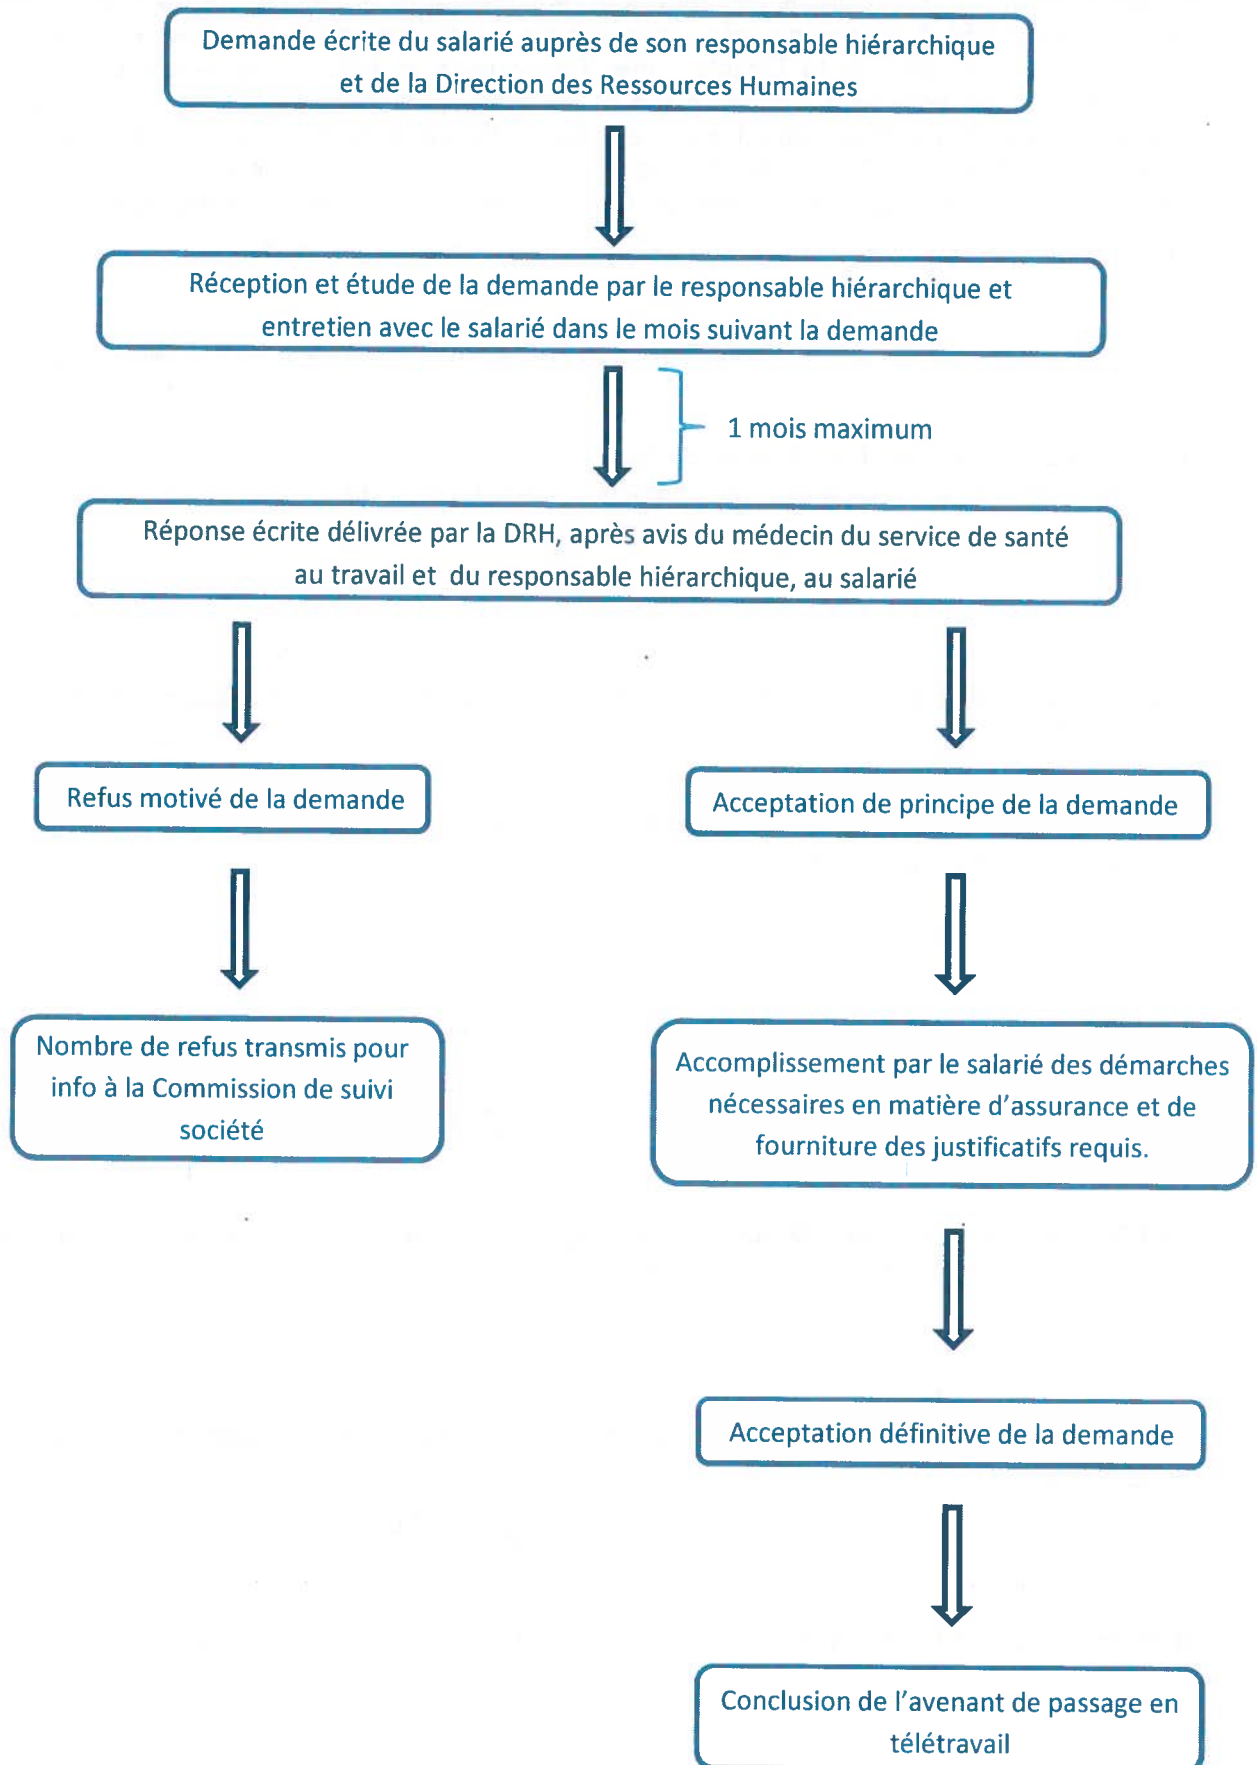 Demande écrite du salarié auprès de son responsable hiérarchique
et de la Direction des Ressources Humaines
Réception et étude de la demande par le responsable hiérarchique et
entretien avec le salarié dans le mois suivant la demande
1 mois maximum
Réponse écrite délivrée par la DRH, après avis du médecin du service de santé
au travail et du responsable hiérarchique, au salarié
Refus motivé de la demande
Acceptation de principe de la demande
Nombre de refus transmis pour
info à la Commission de suivi
société
Accomplissement par le salarié des démarches
nécessaires en matière d'assurance et de
fourniture des justificatifs requis.
Acceptation définitive de la demande
Conclusion de l'avenant de passage en
télétravail